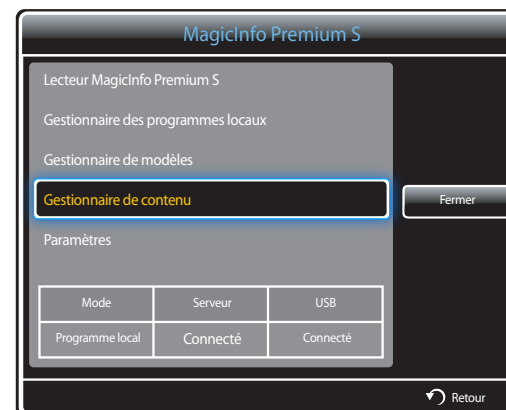 MagicInfo Premium S
Lecteur MagicInfo Premium S
Gestionnaire des programmes locaux
Gestionnaire de modèles
Gestionnaire de contenu
Fermer
Paramètres
Mode Serveur USB
Programme local Connecté Connecté
Retour